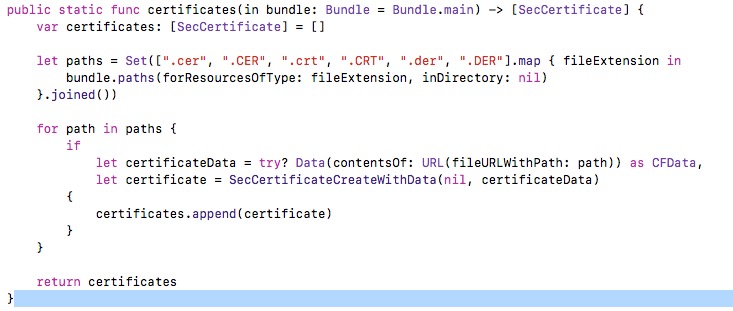 public static func certificates(in bundle: Bundle = Bundle.main) -> [SecCertificate] {
    var certificates: [SecCertificate] = []

    let paths = Set([".cer", ".CER", ".crt", ".CRT", ".der", ".DER"].map { fileExtension in
        bundle.paths(forResourcesOfType: fileExtension, inDirectory: nil)
    }.joined())

    for path in paths {
        if
            let certificateData = try? Data(contentsOf: URL(fileURLWithPath: path)) as CFData,
            let certificate = SecCertificateCreateWithData(nil, certificateData)
        {
            certificates.append(certificate)
        }
    }

    return certificates
}